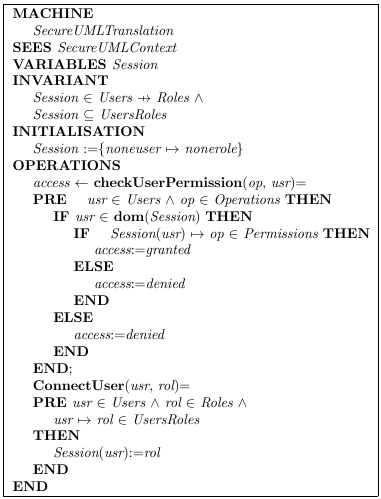 MACHINE
SecureUMLTranslation
SEES SecureUMLContext
VARIABLES Session
INVARIANT
Session ∈ Users ⇸ Roles ∧
Session ⊆ UsersRoles
INITIALISATION
Session :={noneuser ↦ nonerole}
OPERATIONS
access ← checkUserPermission(op, usr)=
PRE usr ∈ Users ∧ op ∈ Operations THEN
IF usr ∈ dom(Session) THEN
IF Session(usr) ↦ op ∈ Permissions THEN
access:=granted
ELSE
access:=denied
END
ELSE
access:=denied
END
END;
ConnectUser(usr, rol)=
PRE usr ∈ Users ∧ rol ∈ Roles ∧
usr ↦ rol ∈ UsersRoles
THEN
Session(usr):=rol
END
END